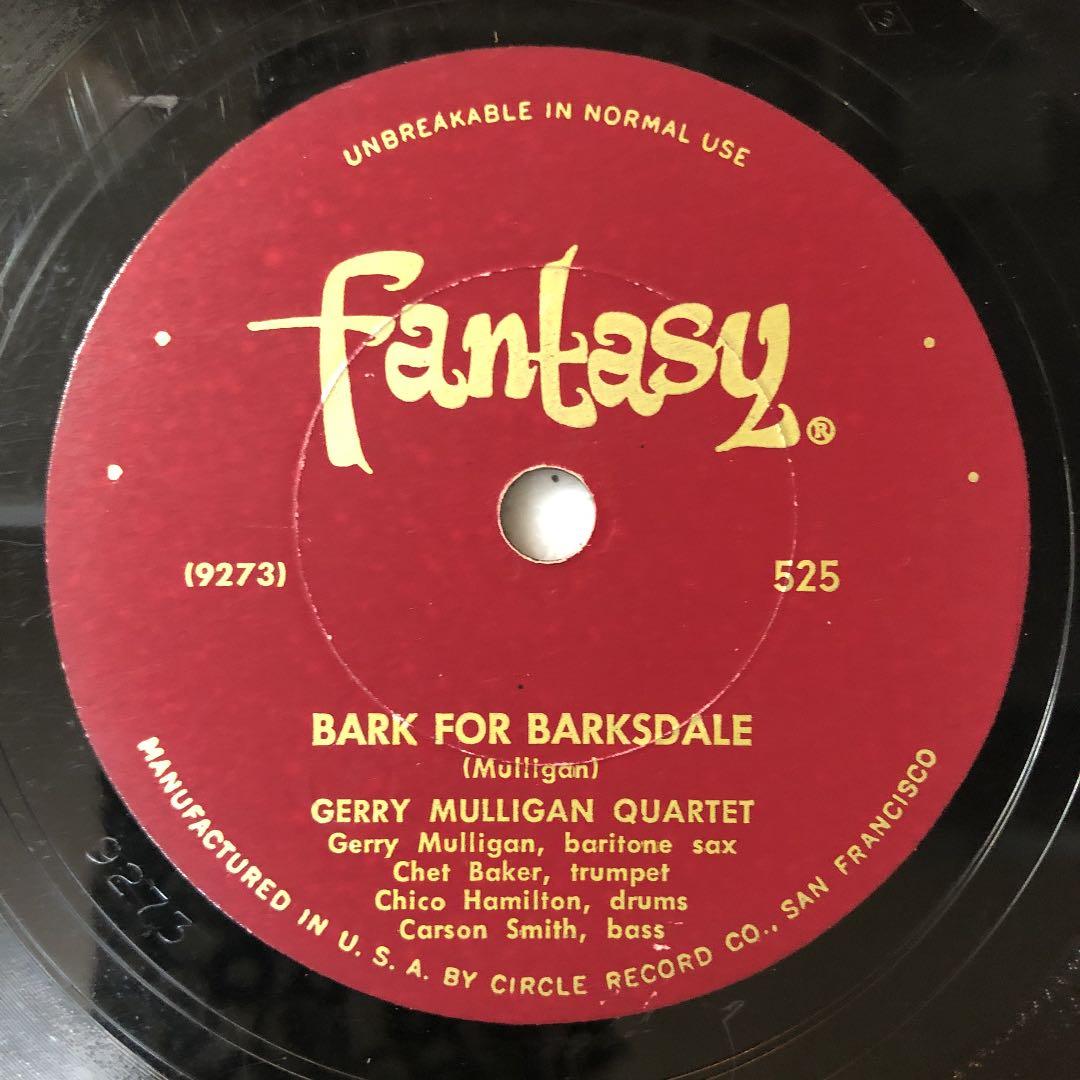 UNBREAKABLE IN NORMAL USE
fantasy®
(9273)
525
BARK FOR BARKSDALE
(Mulligan)
GERRY MULLIGAN QUARTET
Gerry Mulligan, baritone sax
Chet Baker, trumpet
Chico Hamilton, drums
Carson Smith, bass
MANUFACTURED IN U. S. A. BY CIRCLE RECORD CO., SAN FRANCISCO
9273
3